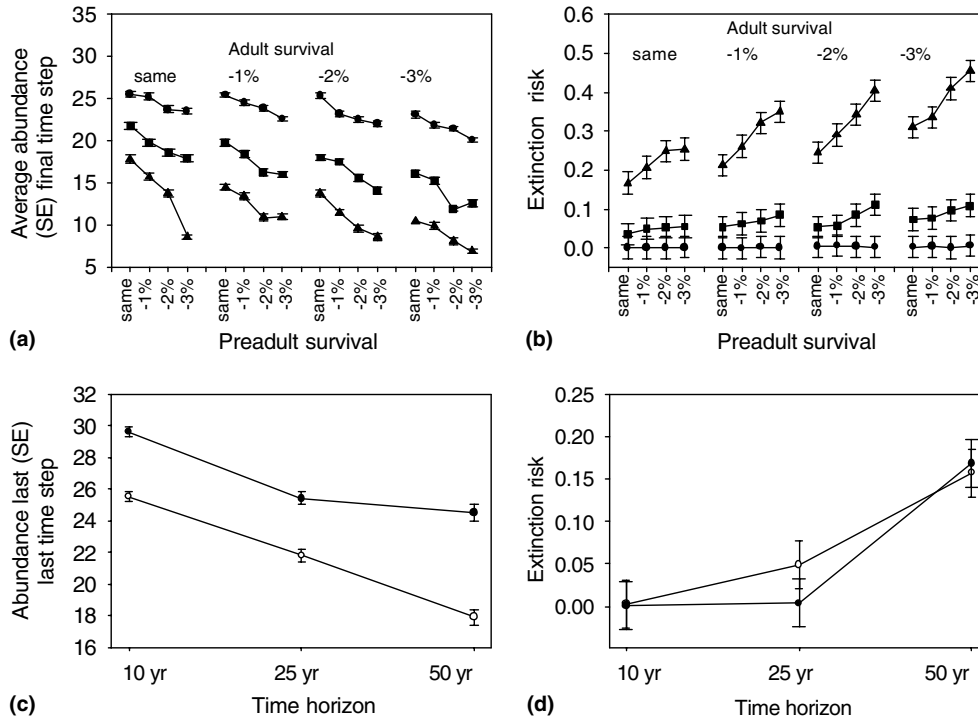 35
30
25
20
15
10
5
Average abundance
(SE) final time step
Adult survival
same
-1%
-2%
-3%
same
-1%
-2%
-3%
same
-1%
-2%
-3%
same
-1%
-2%
-3%
same
-1%
-2%
-3%
(a)
Preadult survival
0.6
0.5
0.4
0.3
0.2
0.1
0.0
Extinction risk
Adult survival
same
-1%
-2%
-3%
same
-1%
-2%
-3%
same
-1%
-2%
-3%
same
-1%
-2%
-3%
same
-1%
-2%
-3%
(b)
Preadult survival
32
30
28
26
24
22
20
18
16
Abundance last (SE)
last time step
10 yr
25 yr
50 yr
(c)
Time horizon
0.25
0.20
0.15
0.10
0.05
0.00
Extinction risk
10 yr
25 yr
50 yr
(d)
Time horizon